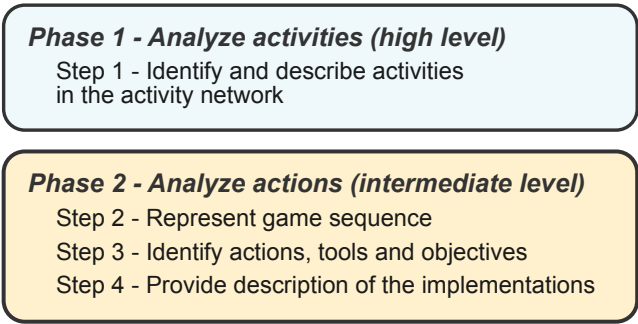 Phase 1 - Analyze activities (high level)
Step 1 - Identify and describe activities
in the activity network
Phase 2 - Analyze actions (intermediate level)
Step 2 - Represent game sequence
Step 3 - Identify actions, tools and objectives
Step 4 - Provide description of the implementations